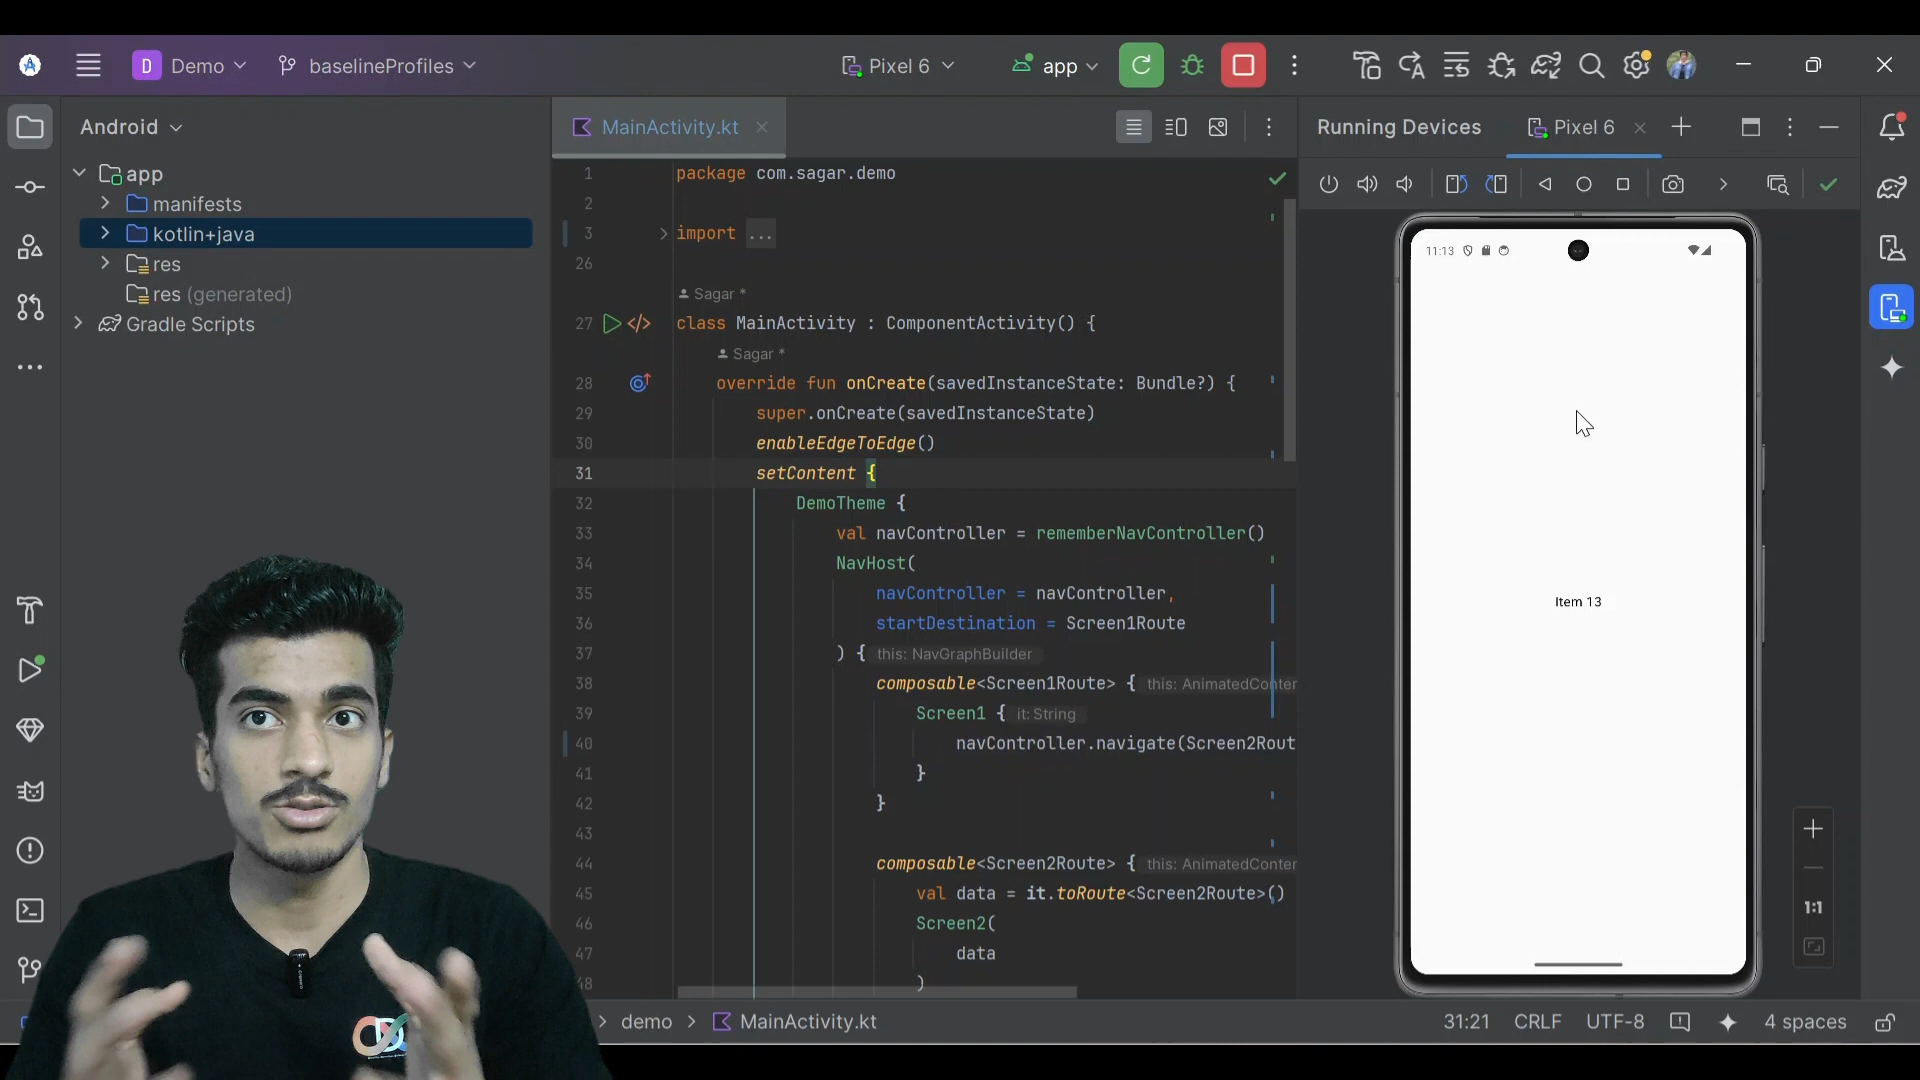 D Demo
baselineProfiles
Pixel 6
app
Android
app
manifests
kotlin+java
res
res (generated)
Gradle Scripts
MainActivity.kt
1 package com.sagar.demo
2
3 import ...
26
Sagar *
27 class MainActivity : ComponentActivity() {
Sagar *
28 override fun onCreate(savedInstanceState: Bundle?) {
29 super.onCreate(savedInstanceState)
30 enableEdgeToEdge()
31 setContent {
32 DemoTheme {
33 val navController = rememberNavController()
34 NavHost(
35 navController = navController,
36 startDestination = Screen1Route
37 ) { this: NavGraphBuilder
38 composable<Screen1Route> { this: AnimatedConter
39 Screen1 { it: String
40 navController.navigate(Screen2Rout
41 }
42 }
43
44 composable<Screen2Route> { this: AnimatedConter
45 val data = it.toRoute<Screen2Route>()
46 Screen2(
47 data
48 )
Running Devices
Pixel 6
11:13
Item 13
1:1
demo
MainActivity.kt
31:21
CRLF
UTF-8
4 spaces